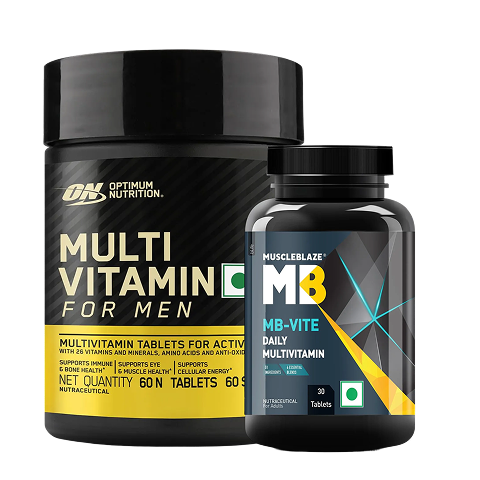 ON OPTIMUM
NUTRITION®
MULTI
VITAMIN
FOR MEN
MULTIVITAMIN TABLETS FOR ACTIV
WITH 26 VITAMINS AND MINERALS, AMINO ACIDS AND ANTI-OXID
SUPPORTS IMMUNE
& BONE HEALTH*
SUPPORTS EYE
& MUSCLE HEALTH*
SUPPORTS
CELLULAR ENERGY*
NET QUANTITY 60 N TABLETS 60 S
NUTRACEUTICAL
MUSCLEBLAZE®
MB
MB-VITE
DAILY
MULTIVITAMIN
INGREDIENTS
BLENDS
30
Tablets
NUTRACEUTICAL
For Adults